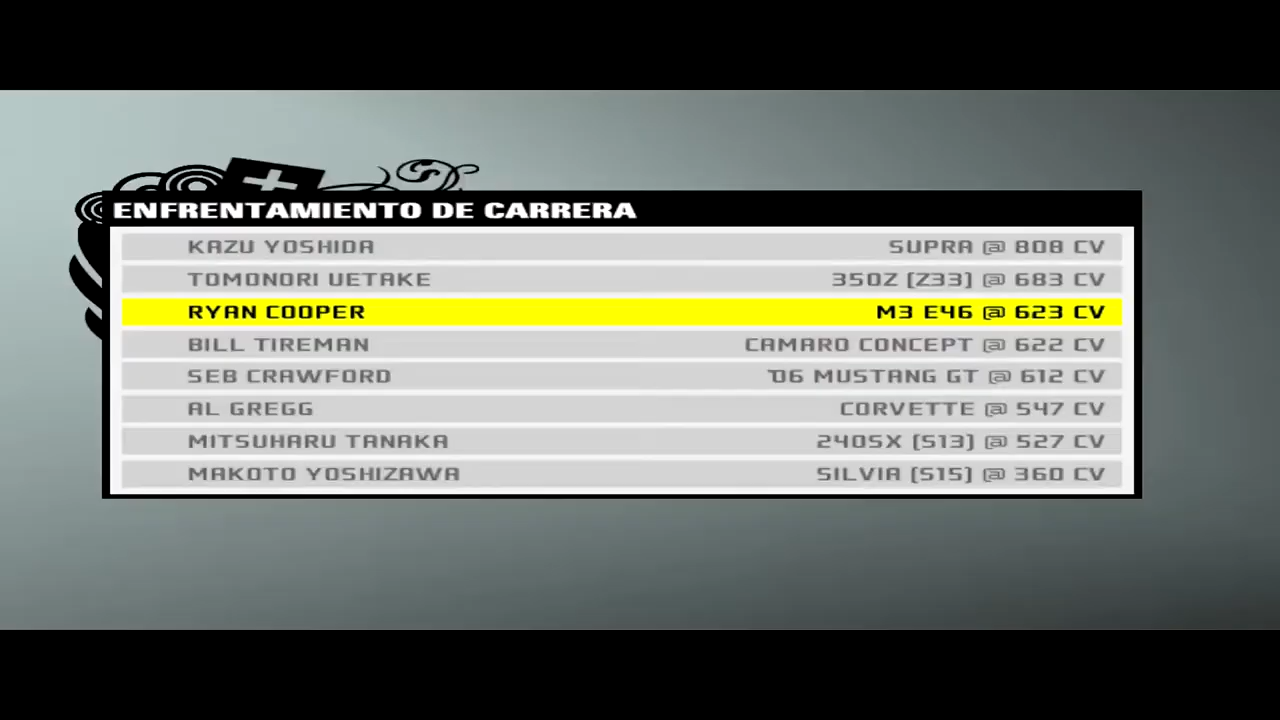 ENFRENTAMIENTO DE CARRERA
KAZU YOSHIDA SUPRA @ 808 CV
TOMONORI UETAKE 350Z [Z33] @ 683 CV
RYAN COOPER M3 E46 @ 623 CV
BILL TIREMAN CAMARO CONCEPT @ 622 CV
SEB CRAWFORD '06 MUSTANG GT @ 612 CV
AL GREGG CORVETTE @ 547 CV
MITSUHARU TANAKA 240SX [S13] @ 527 CV
MAKOTO YOSHIZAWA SILVIA [S15] @ 360 CV